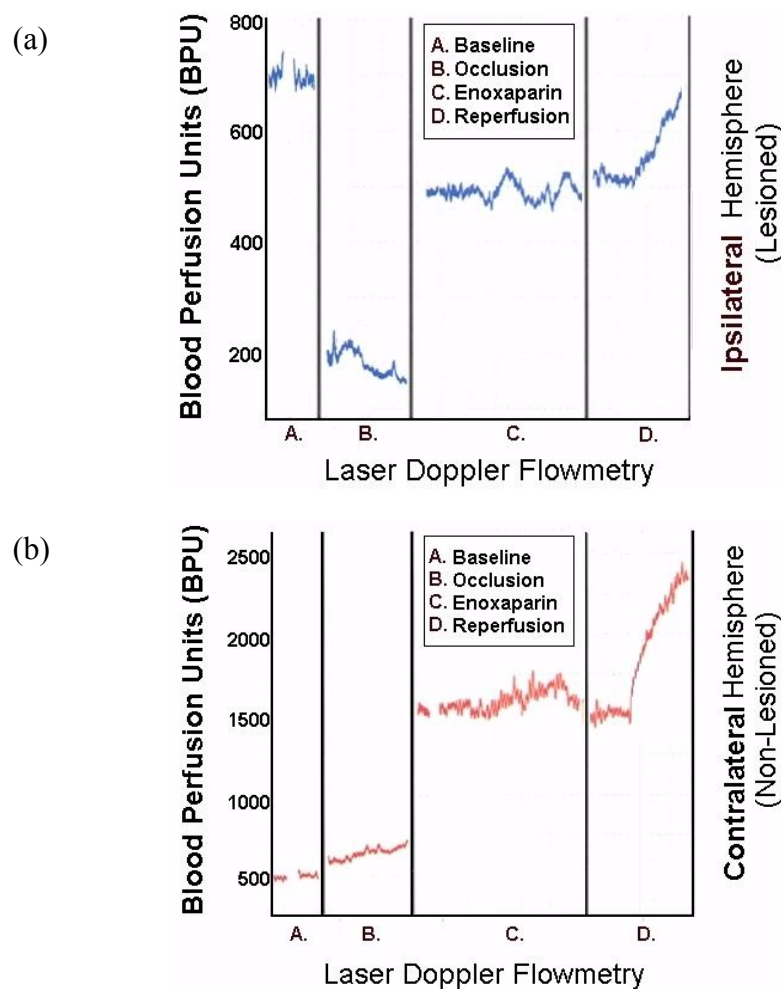 (a)
Blood Perfusion Units (BPU)
800
600
400
200
A. Baseline
B. Occlusion
C. Enoxaparin
D. Reperfusion
Ipsilateral Hemisphere
(Lesioned)
A. B. C. D.
Laser Doppler Flowmetry
(b)
Blood Perfusion Units (BPU)
2500
2000
1500
1000
500
A. Baseline
B. Occlusion
C. Enoxaparin
D. Reperfusion
Contralateral Hemisphere
(Non-Lesioned)
A. B. C. D.
Laser Doppler Flowmetry